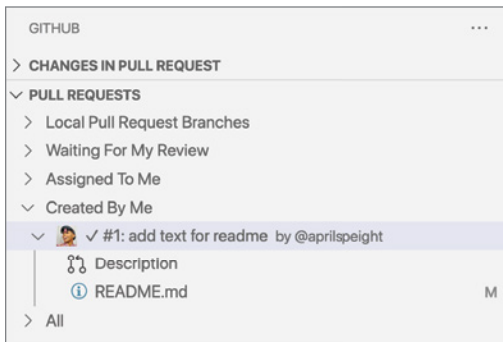 GITHUB
...
CHANGES IN PULL REQUEST
PULL REQUESTS
Local Pull Request Branches
Waiting For My Review
Assigned To Me
Created By Me
#1: add text for readme by @aprilspeight
Description
README.md M
All